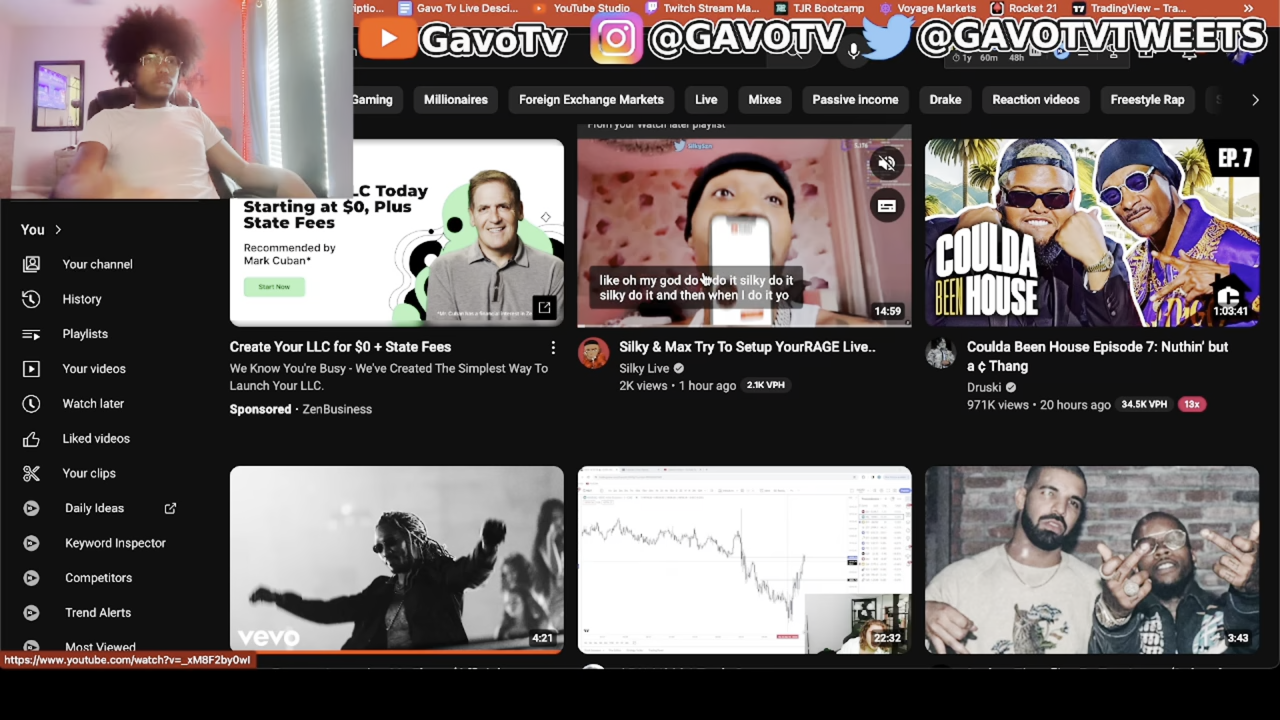 Gavo Tv Live Desci...
YouTube Studio
Twitch Stream Ma...
TJR Bootcamp
Voyage Markets
Rocket 21
TradingView – Tra...
GavoTv
@GAVOTV
@GAVOTVTWEETS
1y 60m 48h
Gaming
Millionaires
Foreign Exchange Markets
Live
Mixes
Passive income
Drake
Reaction videos
Freestyle Rap
You
Your channel
History
Playlists
Your videos
Watch later
Liked videos
Your clips
Daily Ideas
Keyword Inspector
Competitors
Trend Alerts
Most Viewed
LC Today
Starting at $0, Plus
State Fees
Recommended by
Mark Cuban*
Start Now
Create Your LLC for $0 + State Fees
We Know You're Busy - We've Created The Simplest Way To
Launch Your LLC.
Sponsored · ZenBusiness
From your Watch later playlist
like oh my god do do it silky do it
silky do it and then when I do it yo
14:59
Silky & Max Try To Setup YourRAGE Live..
Silky Live
2K views • 1 hour ago 2.1K VPH
EP. 7
COULDA
BEEN HOUSE
1:03:41
Coulda Been House Episode 7: Nuthin' but
a ¢ Thang
Druski
971K views • 20 hours ago 34.5K VPH 13x
vevo
4:21
22:32
3:43
https://www.youtube.com/watch?v=_xM8F2by0wI